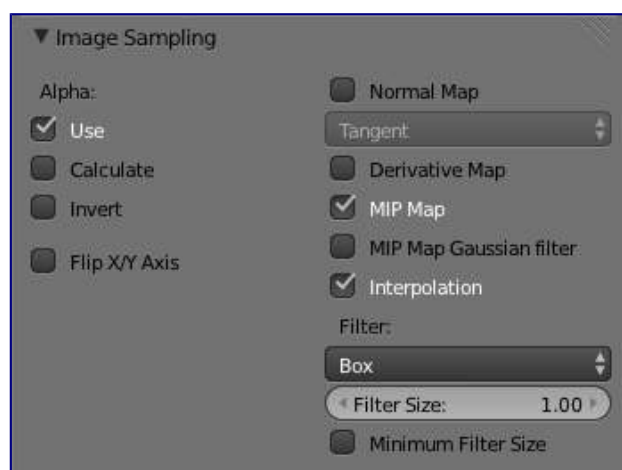 Image Sampling
Alpha:
Use
Calculate
Invert
Flip X/Y Axis
Normal Map
Tangent
Derivative Map
MIP Map
MIP Map Gaussian filter
Interpolation
Filter:
Box
Filter Size: 1.00
Minimum Filter Size